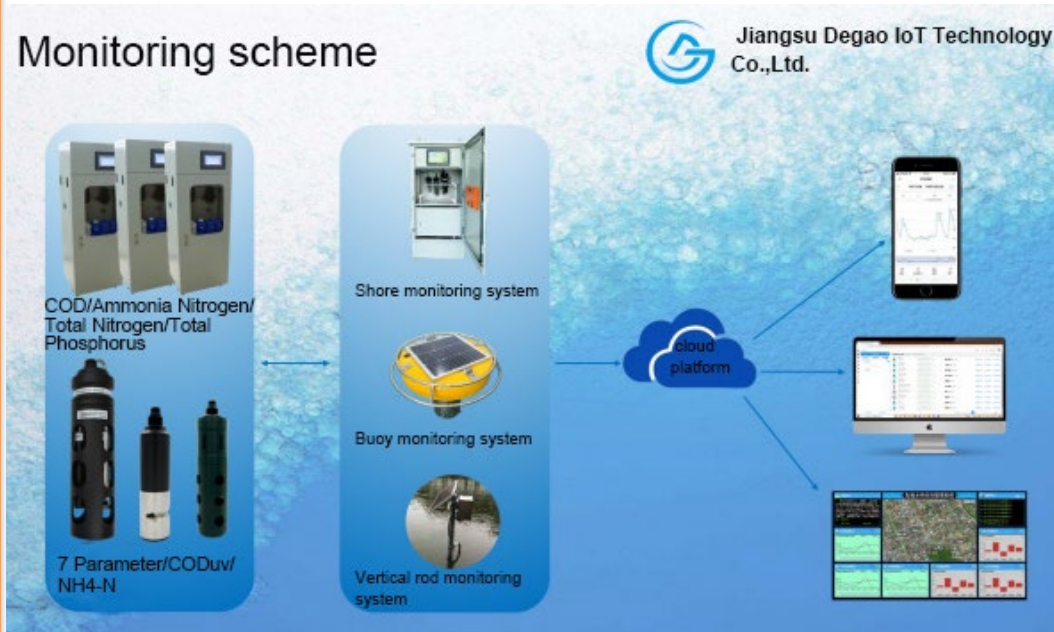 Monitoring scheme
Jiangsu Degao IoT Technology
Co.,Ltd.
COD/Ammonia Nitrogen/
Total Nitrogen/Total
Phosphorus
7 Parameter/CODuv/
NH4-N
Shore monitoring system
Buoy monitoring system
Vertical rod monitoring
system
cloud
platform